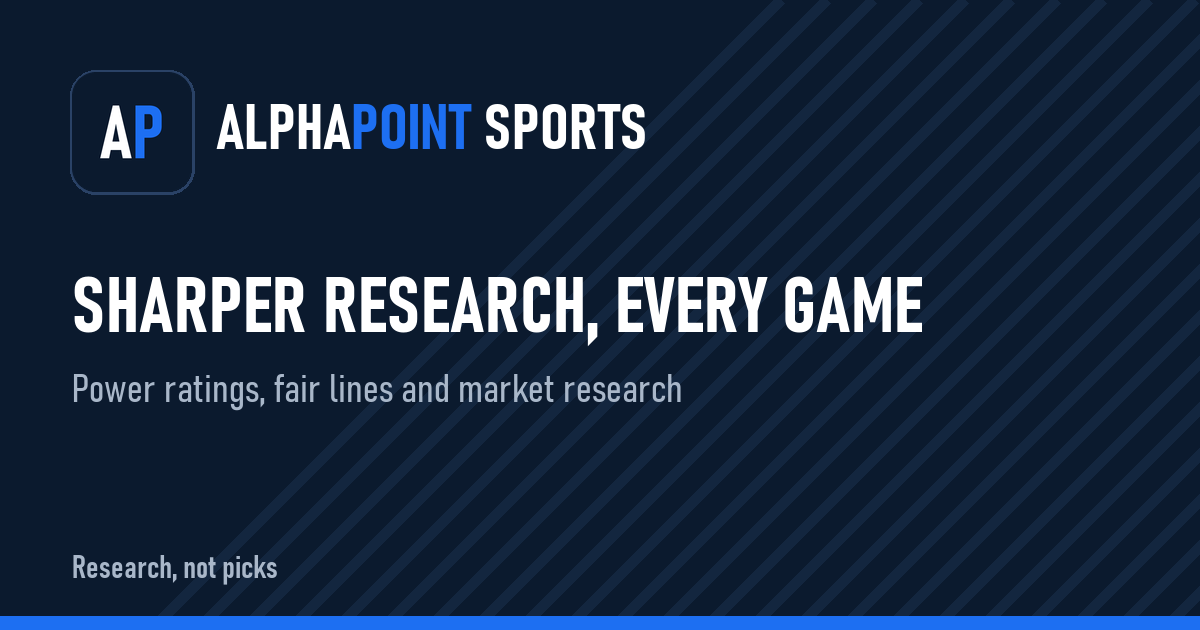 AP
ALPHAPOINT SPORTS
SHARPER RESEARCH, EVERY GAME
Power ratings, fair lines and market research
Research, not picks